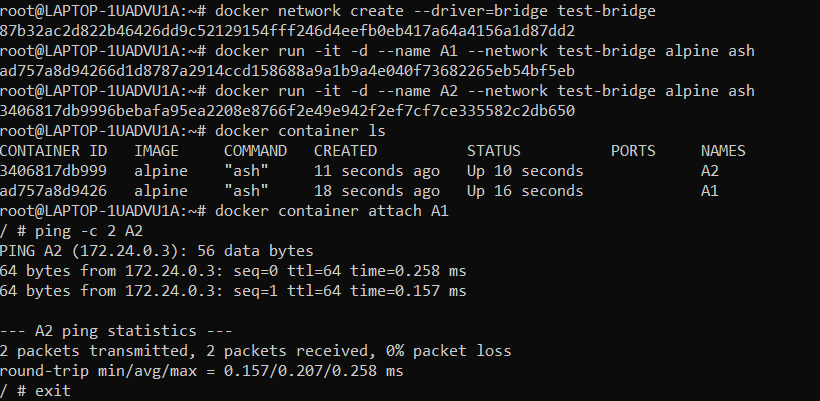 root@LAPTOP-1UADVU1A:~# docker network create --driver=bridge test-bridge
87b32ac2d822b46426dd9c52129154fff246d4eefb0eb417a64a4156a1d87dd2
root@LAPTOP-1UADVU1A:~# docker run -it -d --name A1 --network test-bridge alpine ash
ad757a8d94266d1d8787a2914ccd158688a9a1b9a4e040f73682265eb54bf5eb
root@LAPTOP-1UADVU1A:~# docker run -it -d --name A2 --network test-bridge alpine ash
3406817db9996bebafa95ea2208e8766f2e49e942f2ef7cf7ce335582c2db650
root@LAPTOP-1UADVU1A:~# docker container ls
CONTAINER ID   IMAGE     COMMAND   CREATED          STATUS          PORTS     NAMES
3406817db999   alpine    "ash"     11 seconds ago   Up 10 seconds             A2
ad757a8d9426   alpine    "ash"     18 seconds ago   Up 16 seconds             A1
root@LAPTOP-1UADVU1A:~# docker container attach A1
/ # ping -c 2 A2
PING A2 (172.24.0.3): 56 data bytes
64 bytes from 172.24.0.3: seq=0 ttl=64 time=0.258 ms
64 bytes from 172.24.0.3: seq=1 ttl=64 time=0.157 ms
--- A2 ping statistics ---
2 packets transmitted, 2 packets received, 0% packet loss
round-trip min/avg/max = 0.157/0.207/0.258 ms
/ # exit